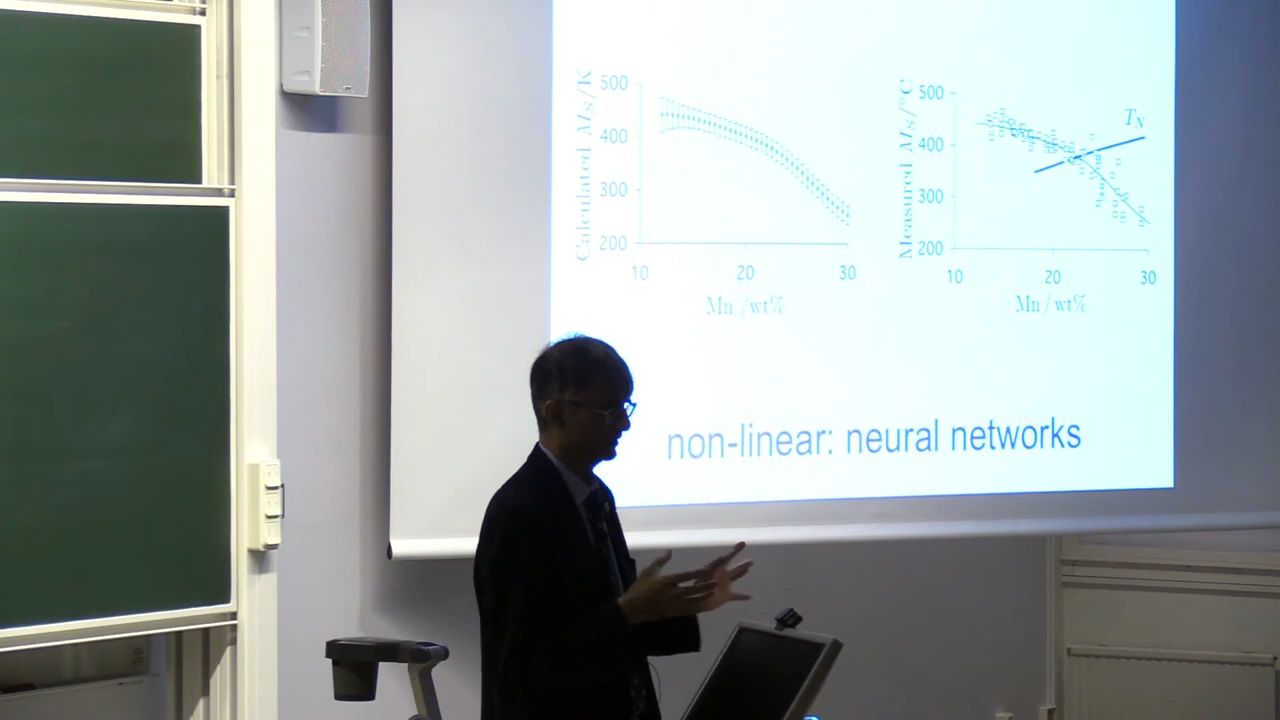 Calculated Ms/K
500
400
300
200
10 20 30
Mn /wt%
Measured Ms/°C
500
400
300
200
10 20 30
Mn/wt%
TN
non-linear: neural networks